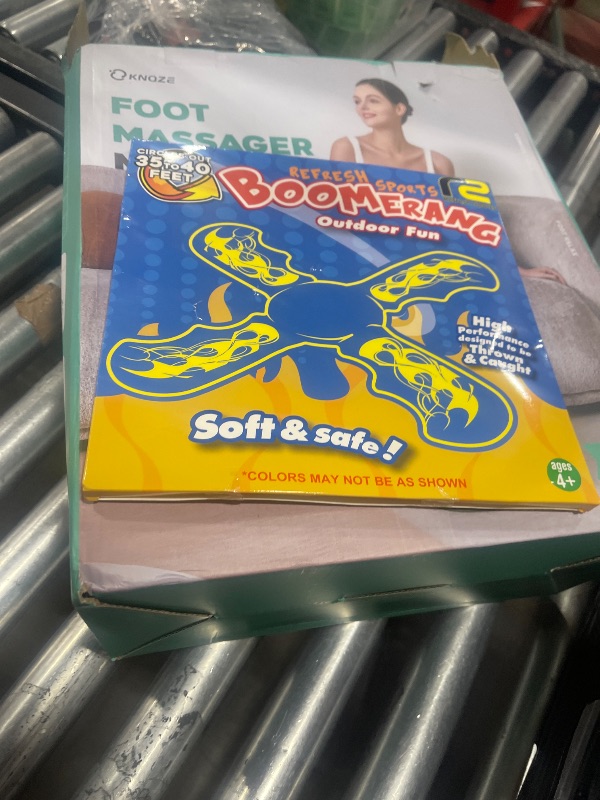 KNOZE
FOOT
MASSAGER
CIRCLES OUT
35 TO 40
FEET
REFRESH SPORTS
BOOMERANG
Outdoor Fun
High
Performance
designed to be
Thrown
& Caught
Soft & safe!
*COLORS MAY NOT BE AS SHOWN
ages
4+